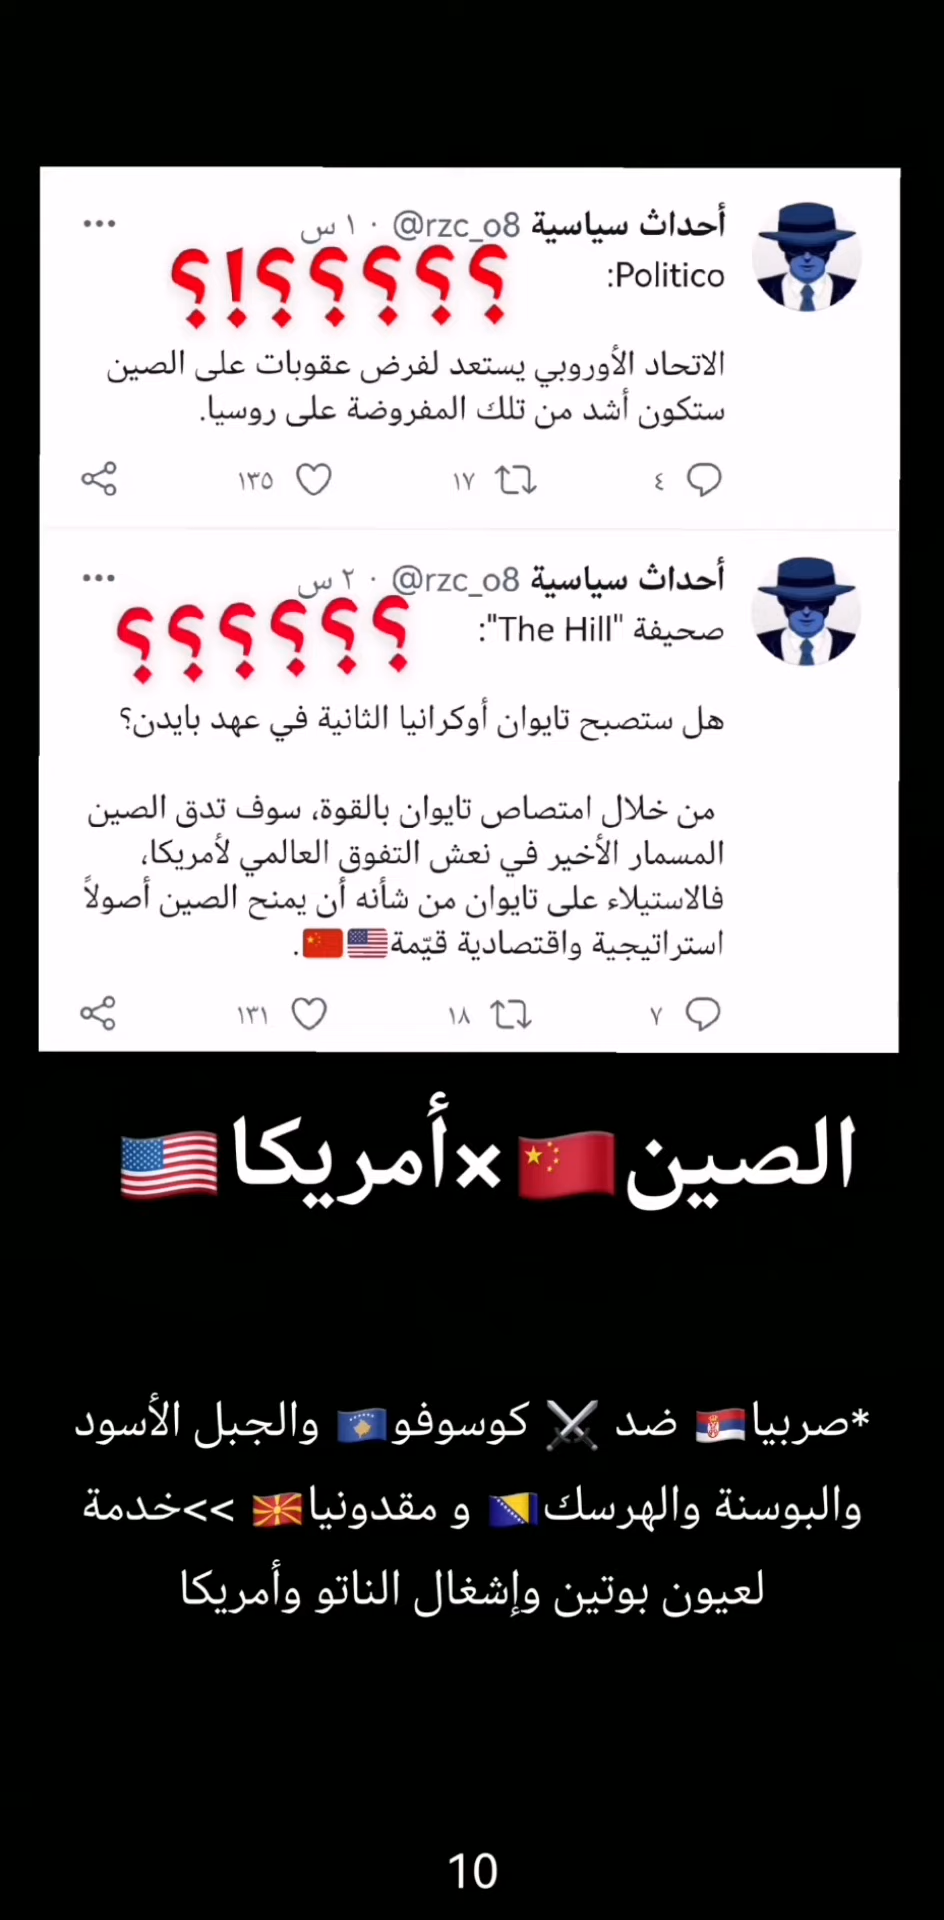 أحداث سياسية @rzc_o8 · ١ س
Politico:
؟؟؟؟؟!؟
الاتحاد الأوروبي يستعد لفرض عقوبات على الصين
ستكون أشد من تلك المفروضة على روسيا.
٤ ١٧ ١٣٥
أحداث سياسية @rzc_o8 · ٢ س
صحيفة "The Hill":
؟؟؟؟؟؟
هل ستصبح تايوان أوكرانيا الثانية في عهد بايدن؟
من خلال امتصاص تايوان بالقوة، سوف تدق الصين
المسمار الأخير في نعش التفوق العالمي لأمريكا،
فالاستيلاء على تايوان من شأنه أن يمنح الصين أصولاً
استراتيجية واقتصادية قيّمة🇺🇸🇨🇳.
٧ ١٨ ١٣١
الصين🇨🇳×أمريكا🇺🇸
*صربيا🇷🇸 ضد ⚔️ كوسوفو🇽🇰 والجبل الأسود
والبوسنة والهرسك🇧🇦 و مقدونيا🇲🇰 >>خدمة
لعيون بوتين وإشغال الناتو وأمريكا
10